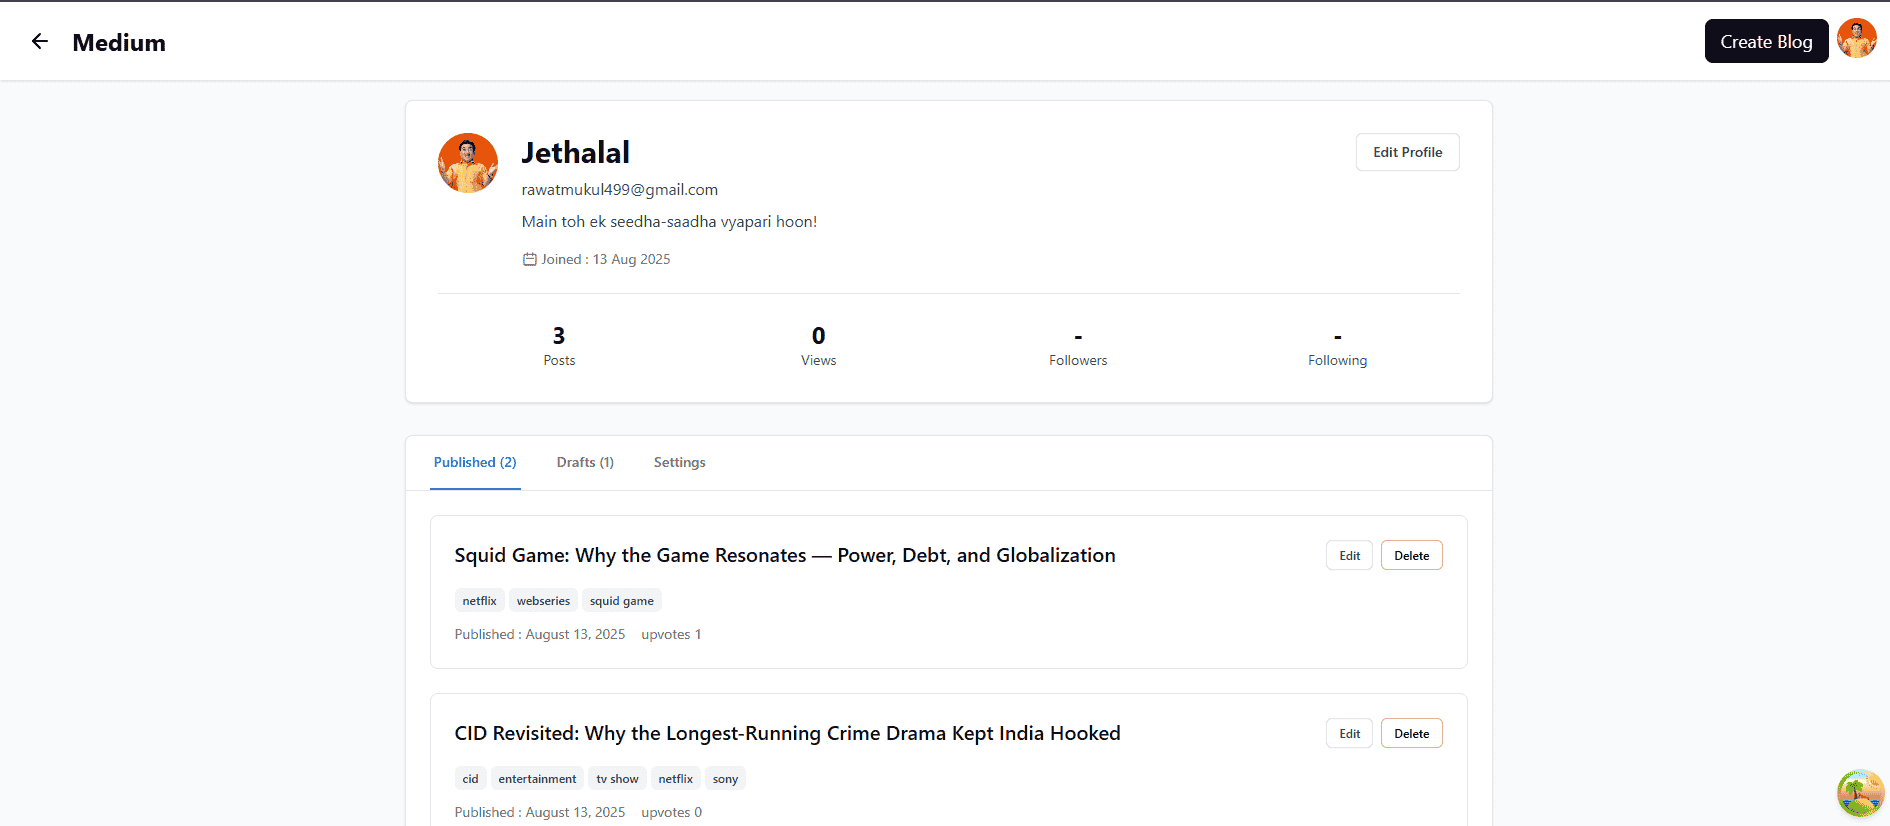 Medium
Create Blog
Jethalal
Edit Profile
rawatmukul499@gmail.com
Main toh ek seedha-saadha vyapari hoon!
Joined : 13 Aug 2025
3
Posts
0
Views
-
Followers
-
Following
Published (2)
Drafts (1)
Settings
Squid Game: Why the Game Resonates — Power, Debt, and Globalization
Edit
Delete
netflix
webseries
squid game
Published : August 13, 2025
upvotes 1
CID Revisited: Why the Longest-Running Crime Drama Kept India Hooked
Edit
Delete
cid
entertainment
tv show
netflix
sony
Published : August 13, 2025
upvotes 0